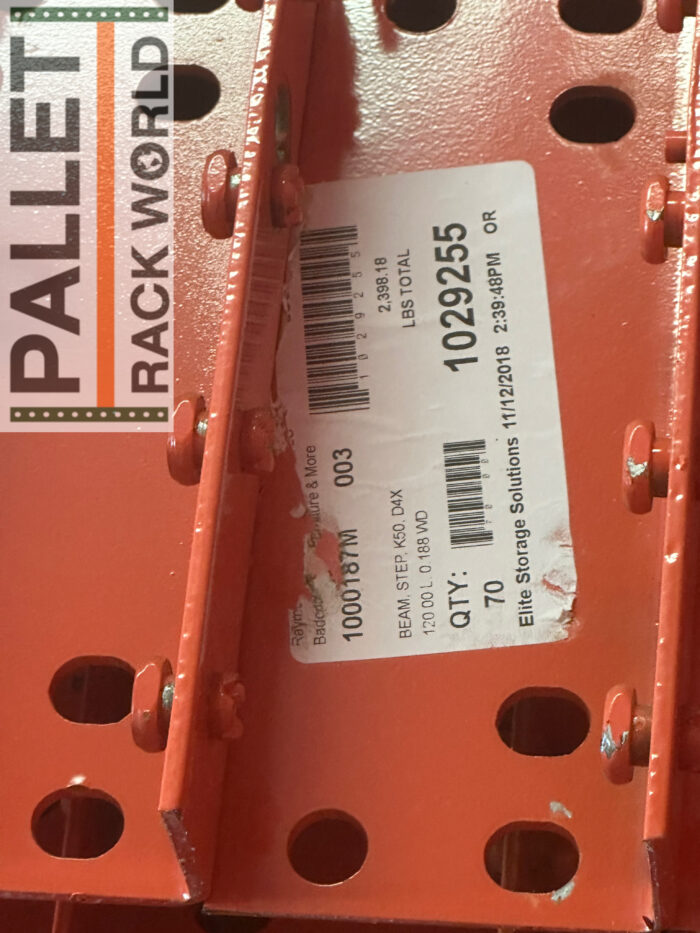 PALLET
RACK WORLD
1029255
2,398.18
LBS TOTAL
1029255
OR
& More
1000187M 003
BEAM, STEP, K50, D4X
120 00 L. 0 188 WD
QTY:
70
Elite Storage Solutions 11/12/2018 2:39:48PM